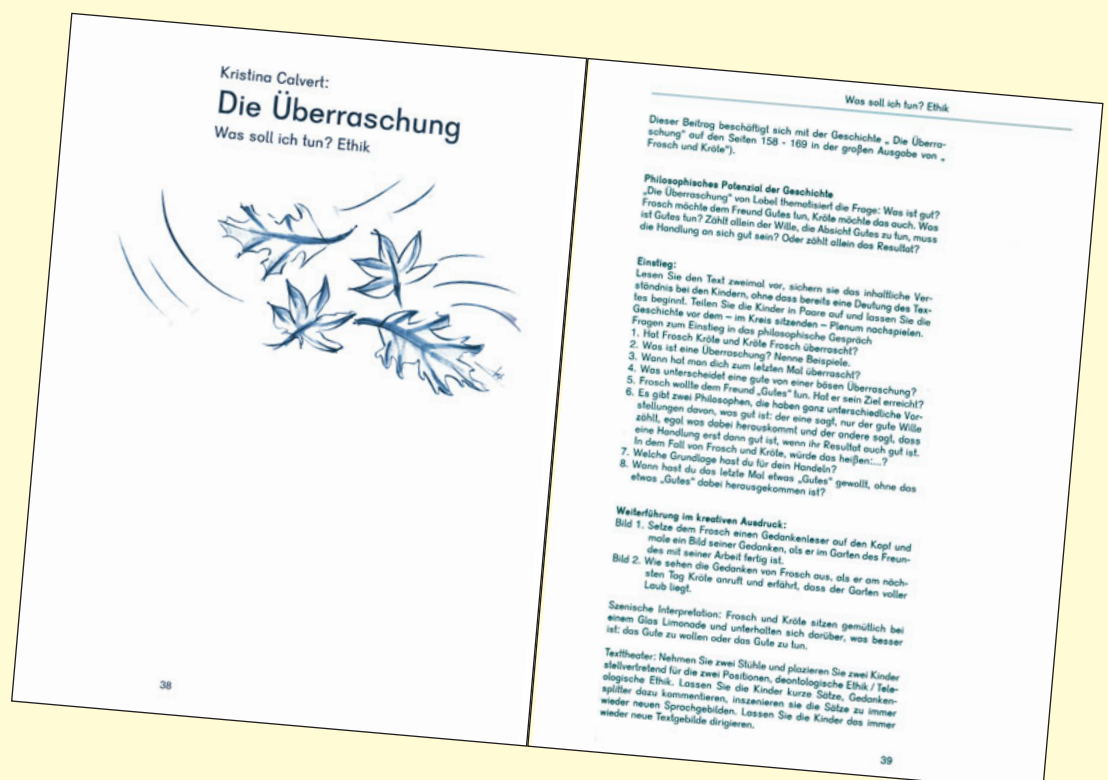 Kristina Calvert:
Die Überraschung
Was soll ich tun? Ethik
38
Was soll ich tun? Ethik
Dieser Beitrag beschäftigt sich mit der Geschichte „ Die Überra-
schung“ auf den Seiten 158 - 169 in der großen Ausgabe von „
Frosch und Kröte“).
Philosophisches Potenzial der Geschichte
„Die Überraschung“ von Lobel thematisiert die Frage: Was ist gut?
Frosch möchte dem Freund Gutes tun, Kröte möchte das auch. Was
ist Gutes tun? Zählt allein der Wille, die Absicht Gutes zu tun, muss
die Handlung an sich gut sein? Oder zählt allein das Resultat?
Einstieg:
Lesen Sie den Text zweimal vor, sichern sie das inhaltliche Ver-
ständnis bei den Kindern, ohne dass bereits eine Deutung des Tex-
tes beginnt. Teilen Sie die Kinder in Paare auf und lassen Sie die
Geschichte vor dem – im Kreis sitzenden – Plenum nachspielen.
Fragen zum Einstieg in das philosophische Gespräch
1. Hat Frosch Kröte und Kröte Frosch überrascht?
2. Was ist eine Überraschung? Nenne Beispiele.
3. Wann hat man dich zum letzten Mal überrascht?
4. Was unterscheidet eine gute von einer bösen Überraschung?
5. Frosch wollte dem Freund „Gutes“ tun. Hat er sein Ziel erreicht?
6. Es gibt zwei Philosophen, die haben ganz unterschiedliche Vor-
stellungen davon, was gut ist: der eine sagt, nur der gute Wille
zählt, egal was dabei herauskommt und der andere sagt, dass
eine Handlung erst dann gut ist, wenn ihr Resultat auch gut ist.
In dem Fall von Frosch und Kröte, würde das heißen:...?
7. Welche Grundlage hast du für dein Handeln?
8. Wann hast du das letzte Mal etwas „Gutes“ gewollt, ohne das
etwas „Gutes“ dabei herausgekommen ist?
Weiterführung im kreativen Ausdruck:
Bild 1. Setze dem Frosch einen Gedankenleser auf den Kopf und
male ein Bild seiner Gedanken, als er im Garten des Freun-
des mit seiner Arbeit fertig ist.
Bild 2. Wie sehen die Gedanken von Frosch aus, als er am näch-
sten Tag Kröte anruft und erfährt, dass der Garten voller
Laub liegt.
Szenische Interpretation: Frosch und Kröte sitzen gemütlich bei
einem Glas Limonade und unterhalten sich darüber, was besser
ist: das Gute zu wollen oder das Gute zu tun.
Texttheater: Nehmen Sie zwei Stühle und plazieren Sie zwei Kinder
stellvertretend für die zwei Positionen, deontologische Ethik / Tele-
ologische Ethik. Lassen Sie die Kinder kurze Sätze, Gedanken-
splitter dazu kommentieren, inszenieren sie die Sätze zu immer
wieder neuen Sprachgebilden. Lassen Sie die Kinder das immer
wieder neue Textgebilde dirigieren.
39